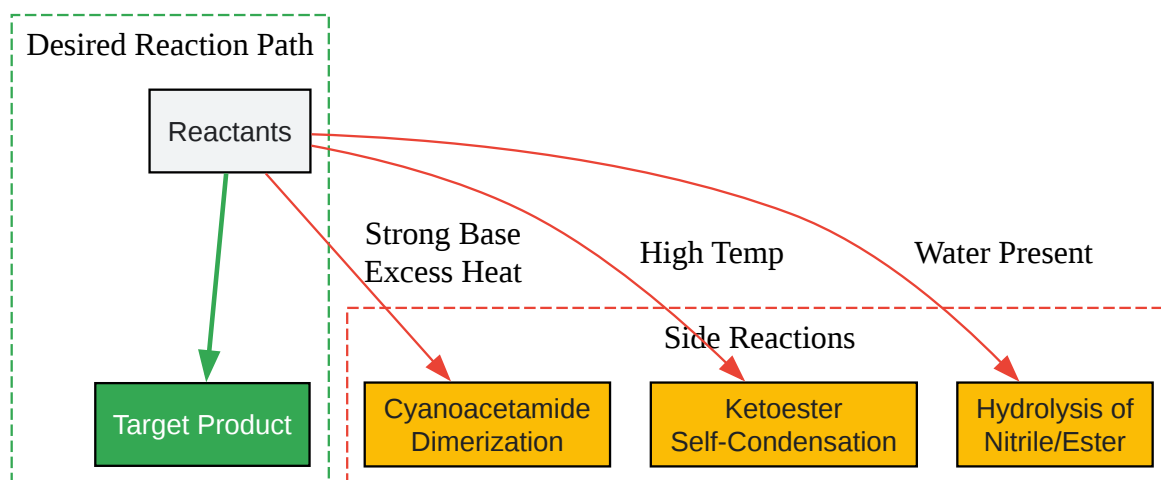 Desired Reaction Path
Reactants
Strong Base
Excess Heat
High Temp
Water Present
Side Reactions
Target Product
Cyanoacetamide
Dimerization
Ketoester
Self-Condensation
Hydrolysis of
Nitrile/Ester